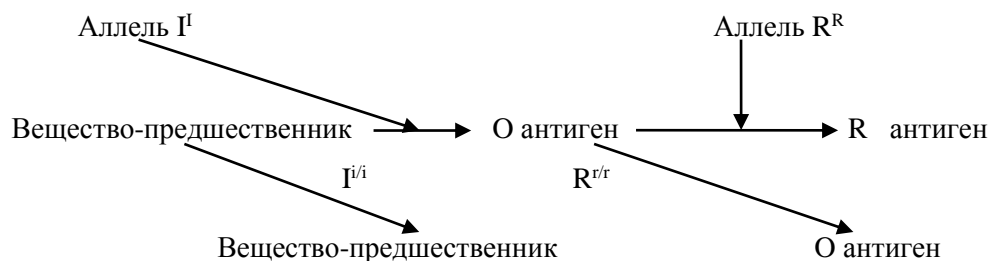 Аллель I^I Аллель R^R
Вещество-предшественник О антиген R антиген
I^i/i R^r/r
Вещество-предшественник О антиген